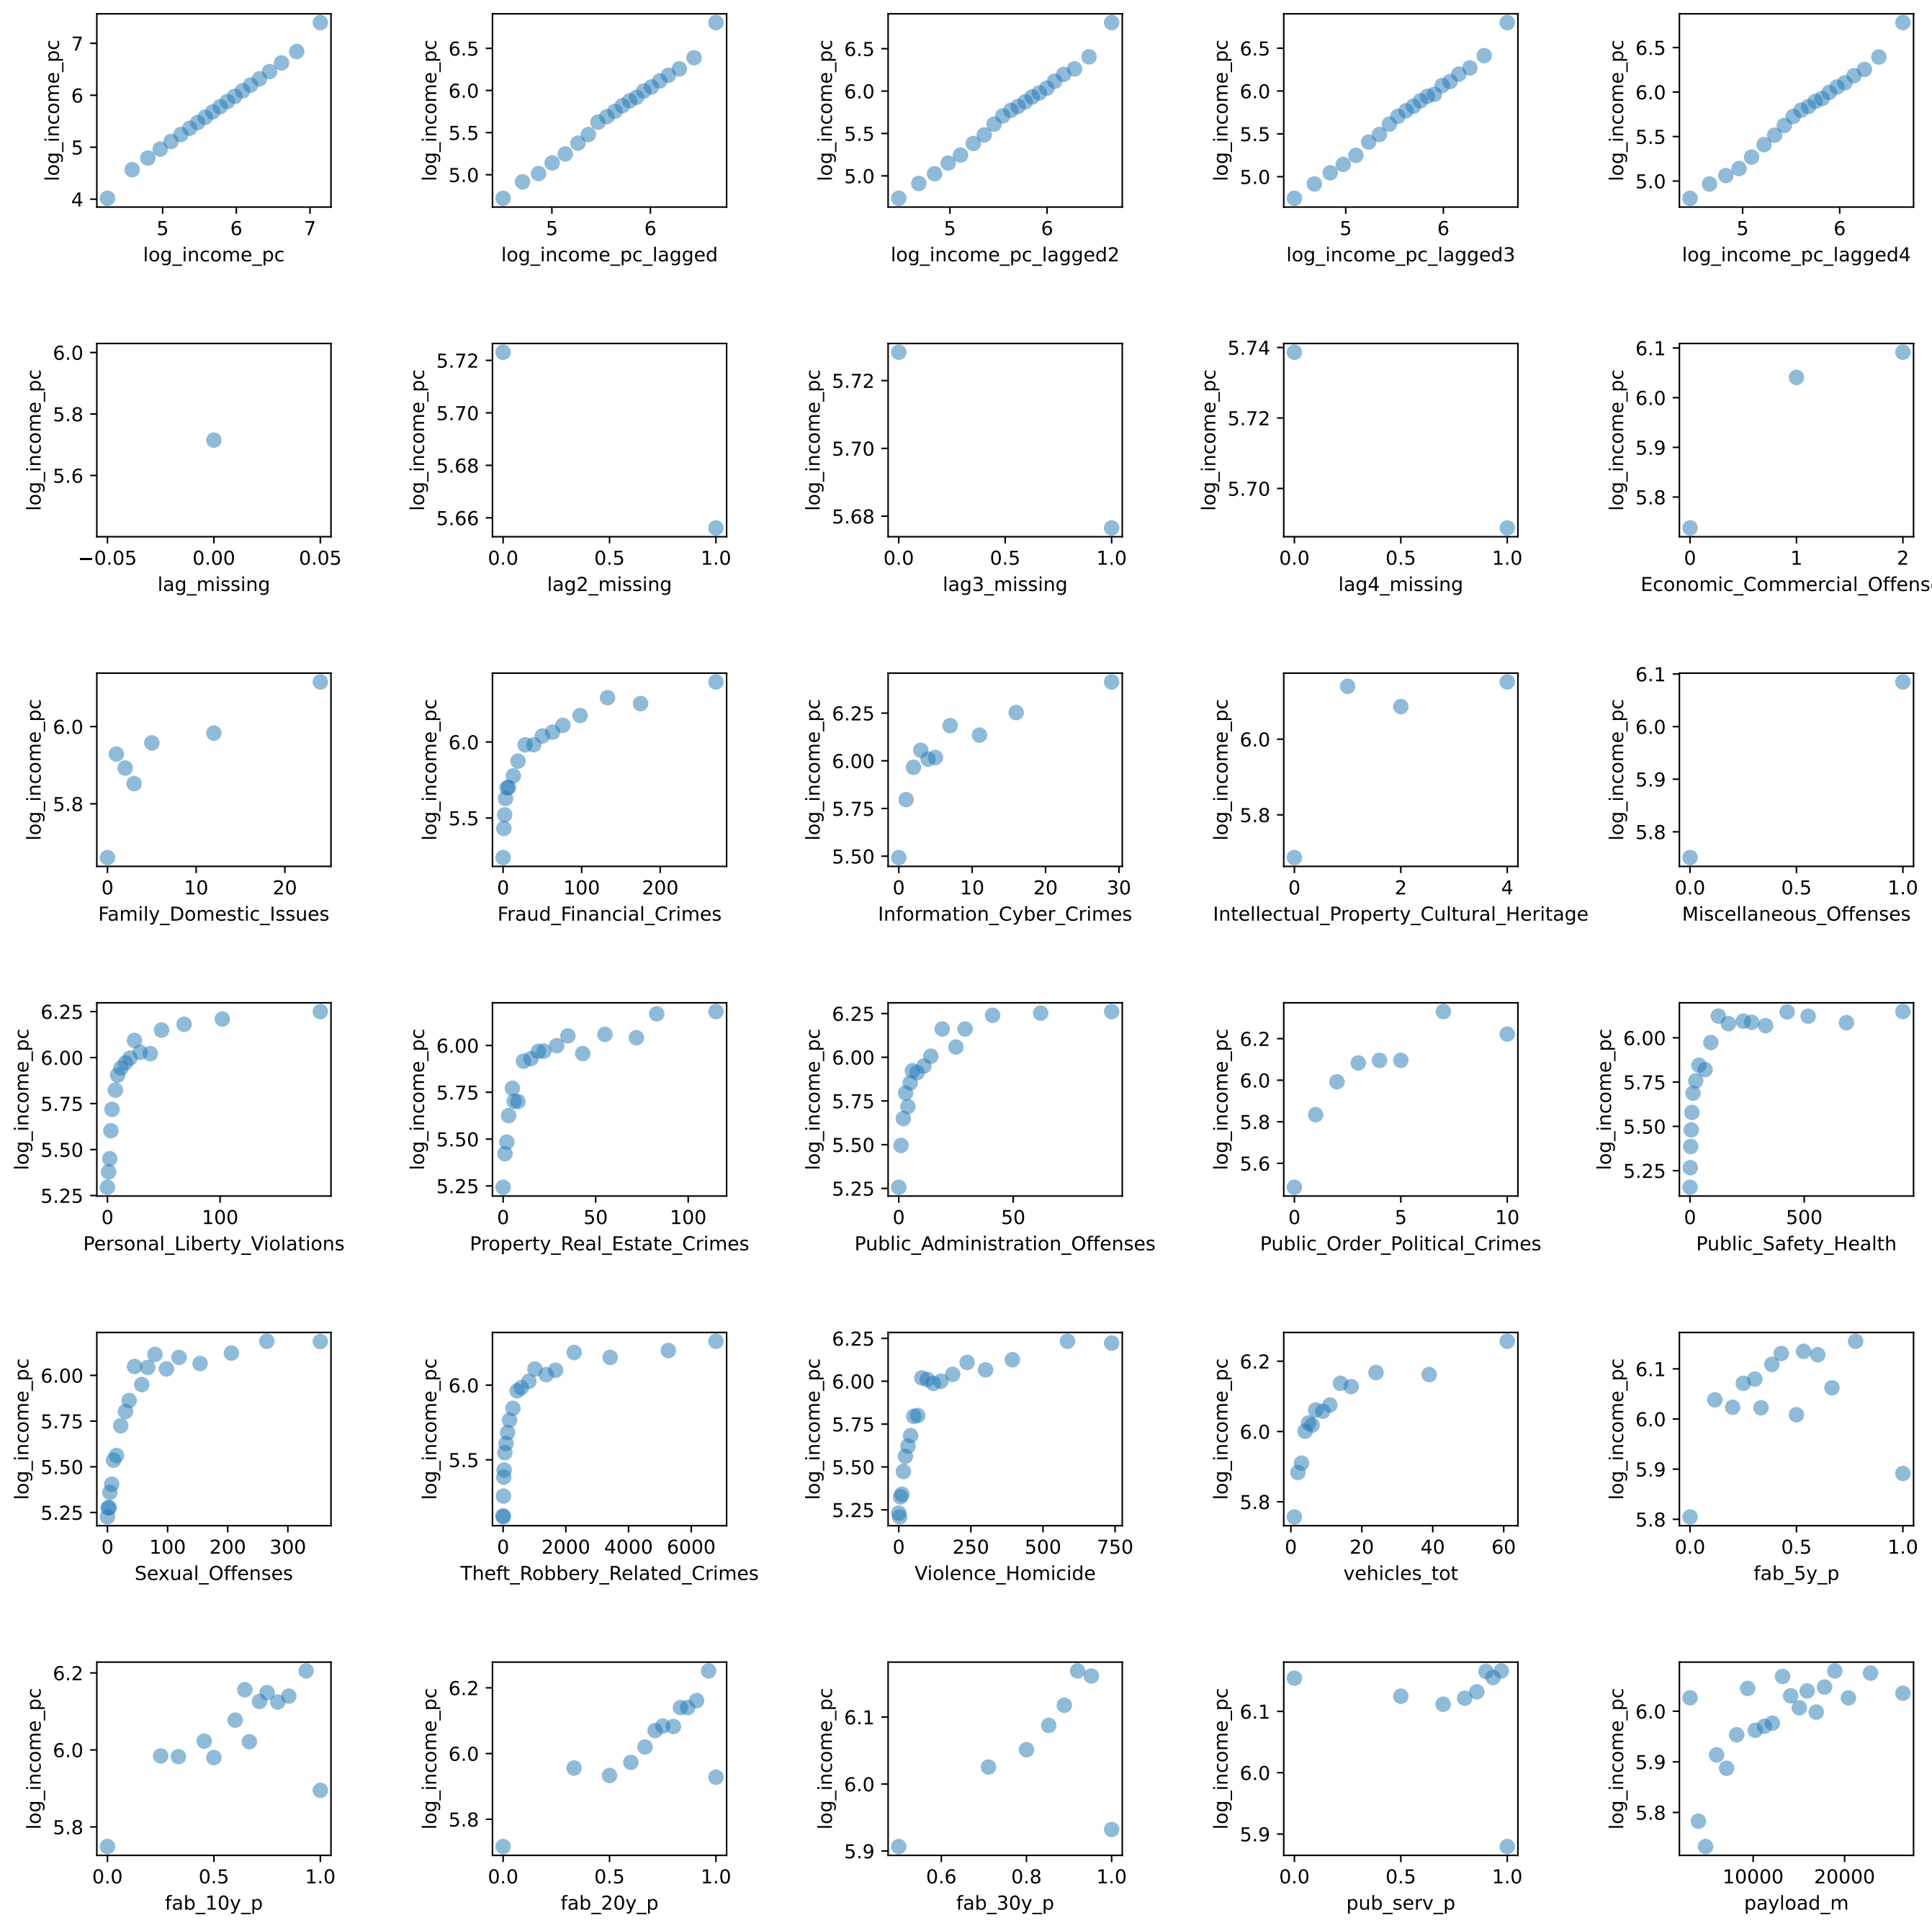 log_income_pc
7
6
5
4
5 6 7
log_income_pc
log_income_pc
6.5
6.0
5.5
5.0
5 6
log_income_pc_lagged
log_income_pc
6.5
6.0
5.5
5.0
5 6
log_income_pc_lagged2
log_income_pc
6.5
6.0
5.5
5.0
5 6
log_income_pc_lagged3
log_income_pc
6.5
6.0
5.5
5.0
5 6
log_income_pc_lagged4
log_income_pc
6.0
5.8
5.6
−0.05 0.00 0.05
lag_missing
log_income_pc
5.72
5.70
5.68
5.66
0.0 0.5 1.0
lag2_missing
log_income_pc
5.72
5.70
5.68
0.0 0.5 1.0
lag3_missing
log_income_pc
5.74
5.72
5.70
0.0 0.5 1.0
lag4_missing
log_income_pc
6.1
6.0
5.9
5.8
0 1 2
Economic_Commercial_Offens
log_income_pc
6.0
5.8
0 10 20
Family_Domestic_Issues
log_income_pc
6.0
5.5
0 100 200
Fraud_Financial_Crimes
log_income_pc
6.25
6.00
5.75
5.50
0 10 20 30
Information_Cyber_Crimes
log_income_pc
6.0
5.8
0 2 4
Intellectual_Property_Cultural_Heritage
log_income_pc
6.1
6.0
5.9
5.8
0.0 0.5 1.0
Miscellaneous_Offenses
log_income_pc
6.25
6.00
5.75
5.50
5.25
0 100
Personal_Liberty_Violations
log_income_pc
6.00
5.75
5.50
5.25
0 50 100
Property_Real_Estate_Crimes
log_income_pc
6.25
6.00
5.75
5.50
5.25
0 50
Public_Administration_Offenses
log_income_pc
6.2
6.0
5.8
5.6
0 5 10
Public_Order_Political_Crimes
log_income_pc
6.00
5.75
5.50
5.25
0 500
Public_Safety_Health
log_income_pc
6.00
5.75
5.50
5.25
0 100 200 300
Sexual_Offenses
log_income_pc
6.0
5.5
0 2000 4000 6000
Theft_Robbery_Related_Crimes
log_income_pc
6.25
6.00
5.75
5.50
5.25
0 250 500 750
Violence_Homicide
log_income_pc
6.2
6.0
5.8
0 20 40 60
vehicles_tot
log_income_pc
6.1
6.0
5.9
5.8
0.0 0.5 1.0
fab_5y_p
log_income_pc
6.2
6.0
5.8
0.0 0.5 1.0
fab_10y_p
log_income_pc
6.2
6.0
5.8
0.0 0.5 1.0
fab_20y_p
log_income_pc
6.1
6.0
5.9
0.6 0.8 1.0
fab_30y_p
log_income_pc
6.1
6.0
5.9
0.0 0.5 1.0
pub_serv_p
log_income_pc
6.0
5.9
5.8
10000 20000
payload_m